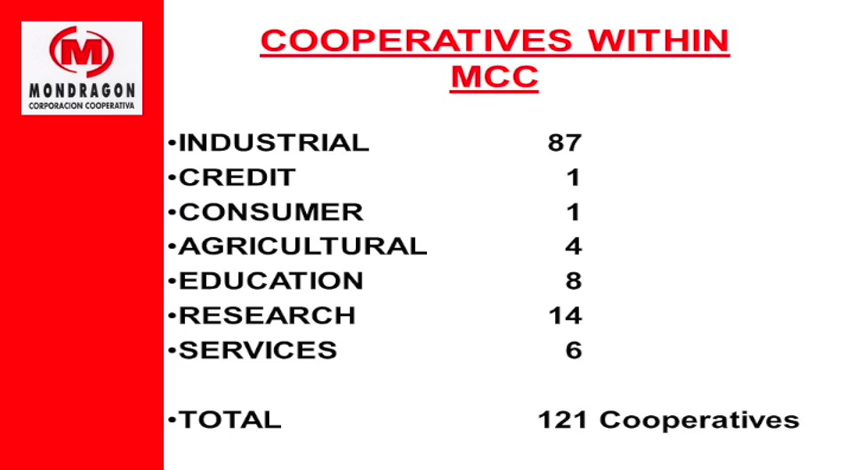 MONDRAGON
CORPORACION COOPERATIVA
COOPERATIVES WITHIN
MCC
•INDUSTRIAL 87
•CREDIT 1
•CONSUMER 1
•AGRICULTURAL 4
•EDUCATION 8
•RESEARCH 14
•SERVICES 6
•TOTAL 121 Cooperatives